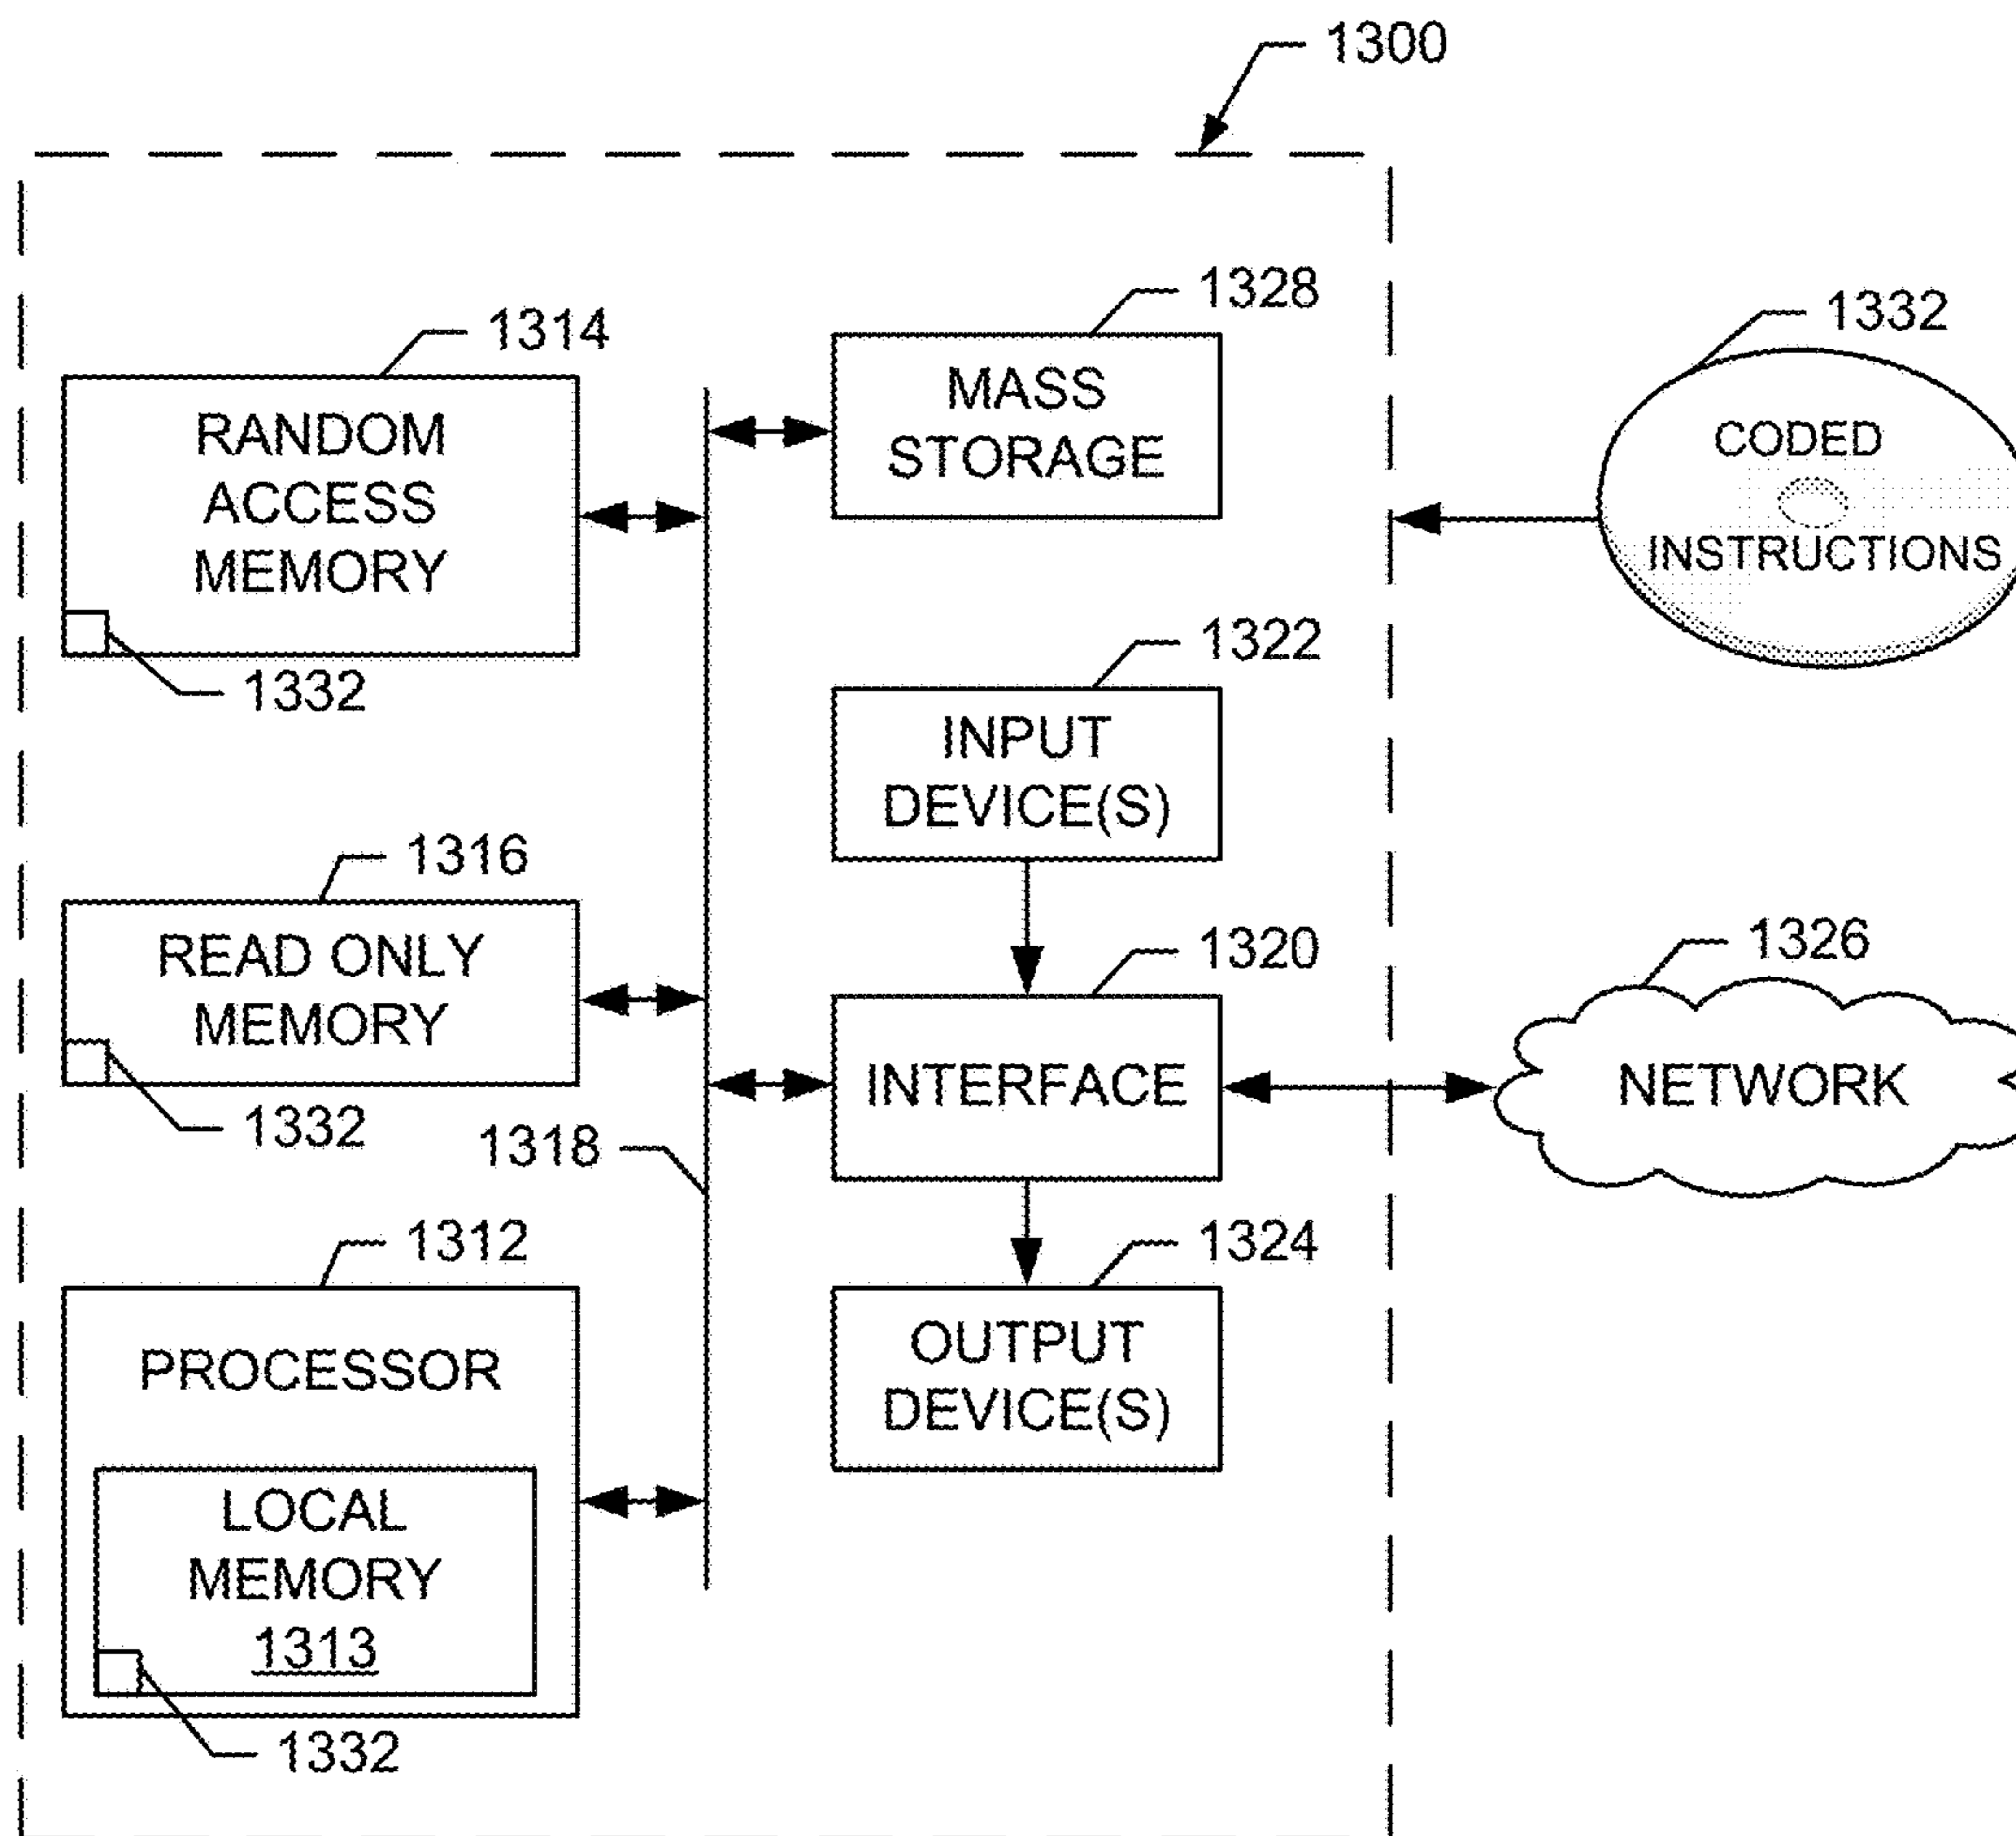 1300
1314
RANDOM
ACCESS
MEMORY
1332
1328
MASS
STORAGE
1332
CODED
INSTRUCTIONS
1322
INPUT
DEVICE(S)
1316
READ ONLY
MEMORY
1332
1318
1320
INTERFACE
1326
NETWORK
1312
PROCESSOR
LOCAL
MEMORY
1313
1332
1324
OUTPUT
DEVICE(S)